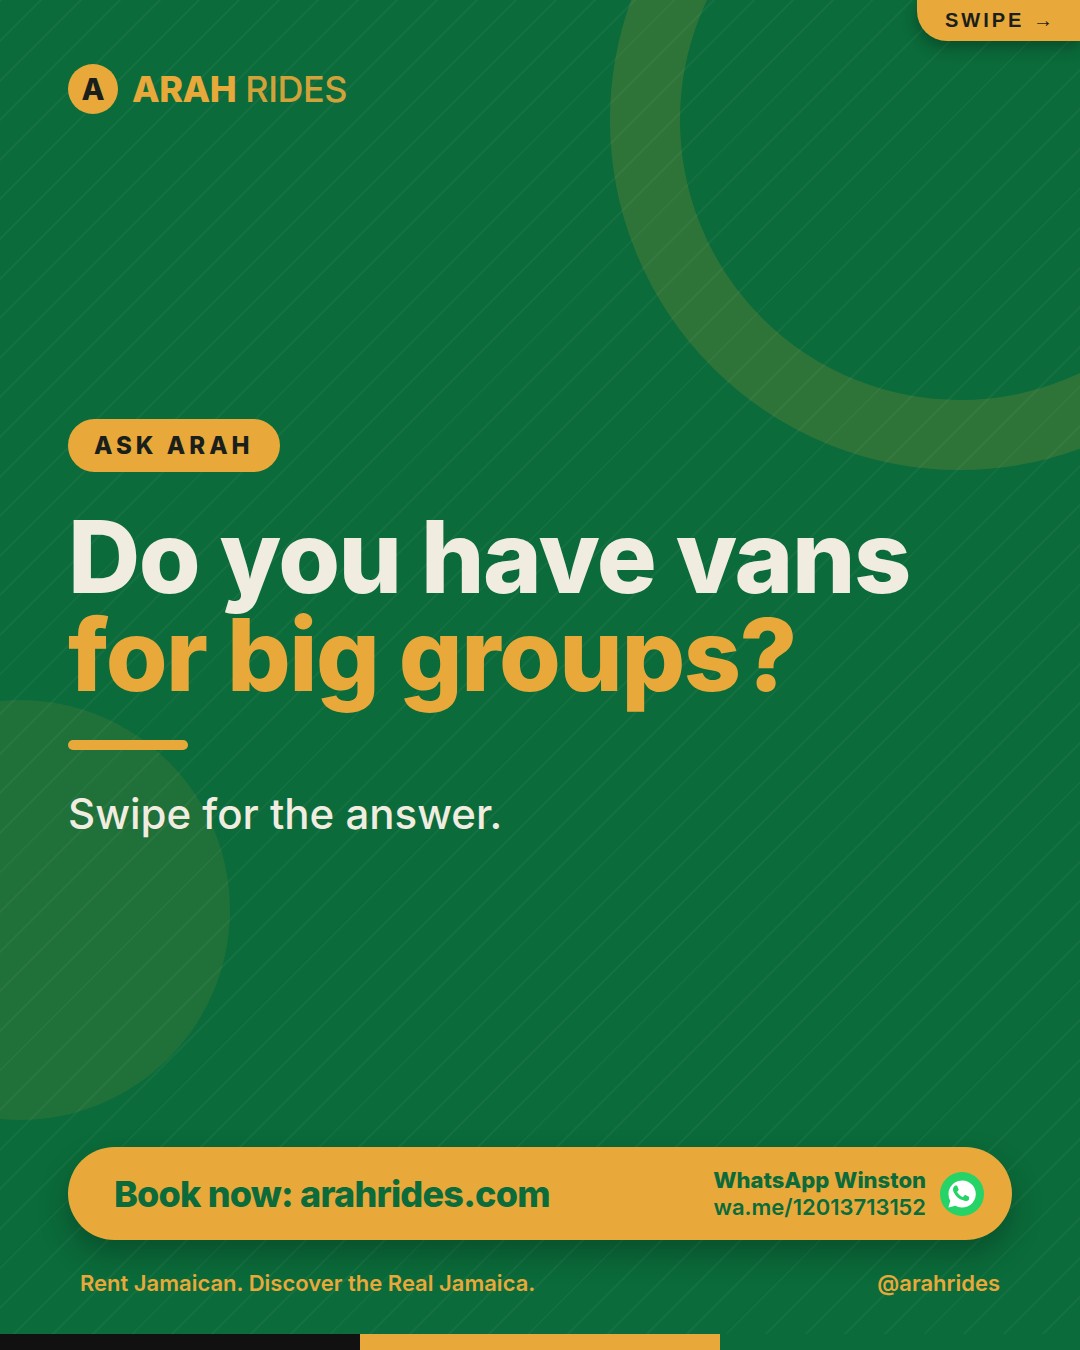 SWIPE →
A ARAH RIDES
ASK ARAH
Do you have vans
for big groups?
Swipe for the answer.
Book now: arahrides.com
WhatsApp Winston
wa.me/12013713152
Rent Jamaican. Discover the Real Jamaica.
@arahrides